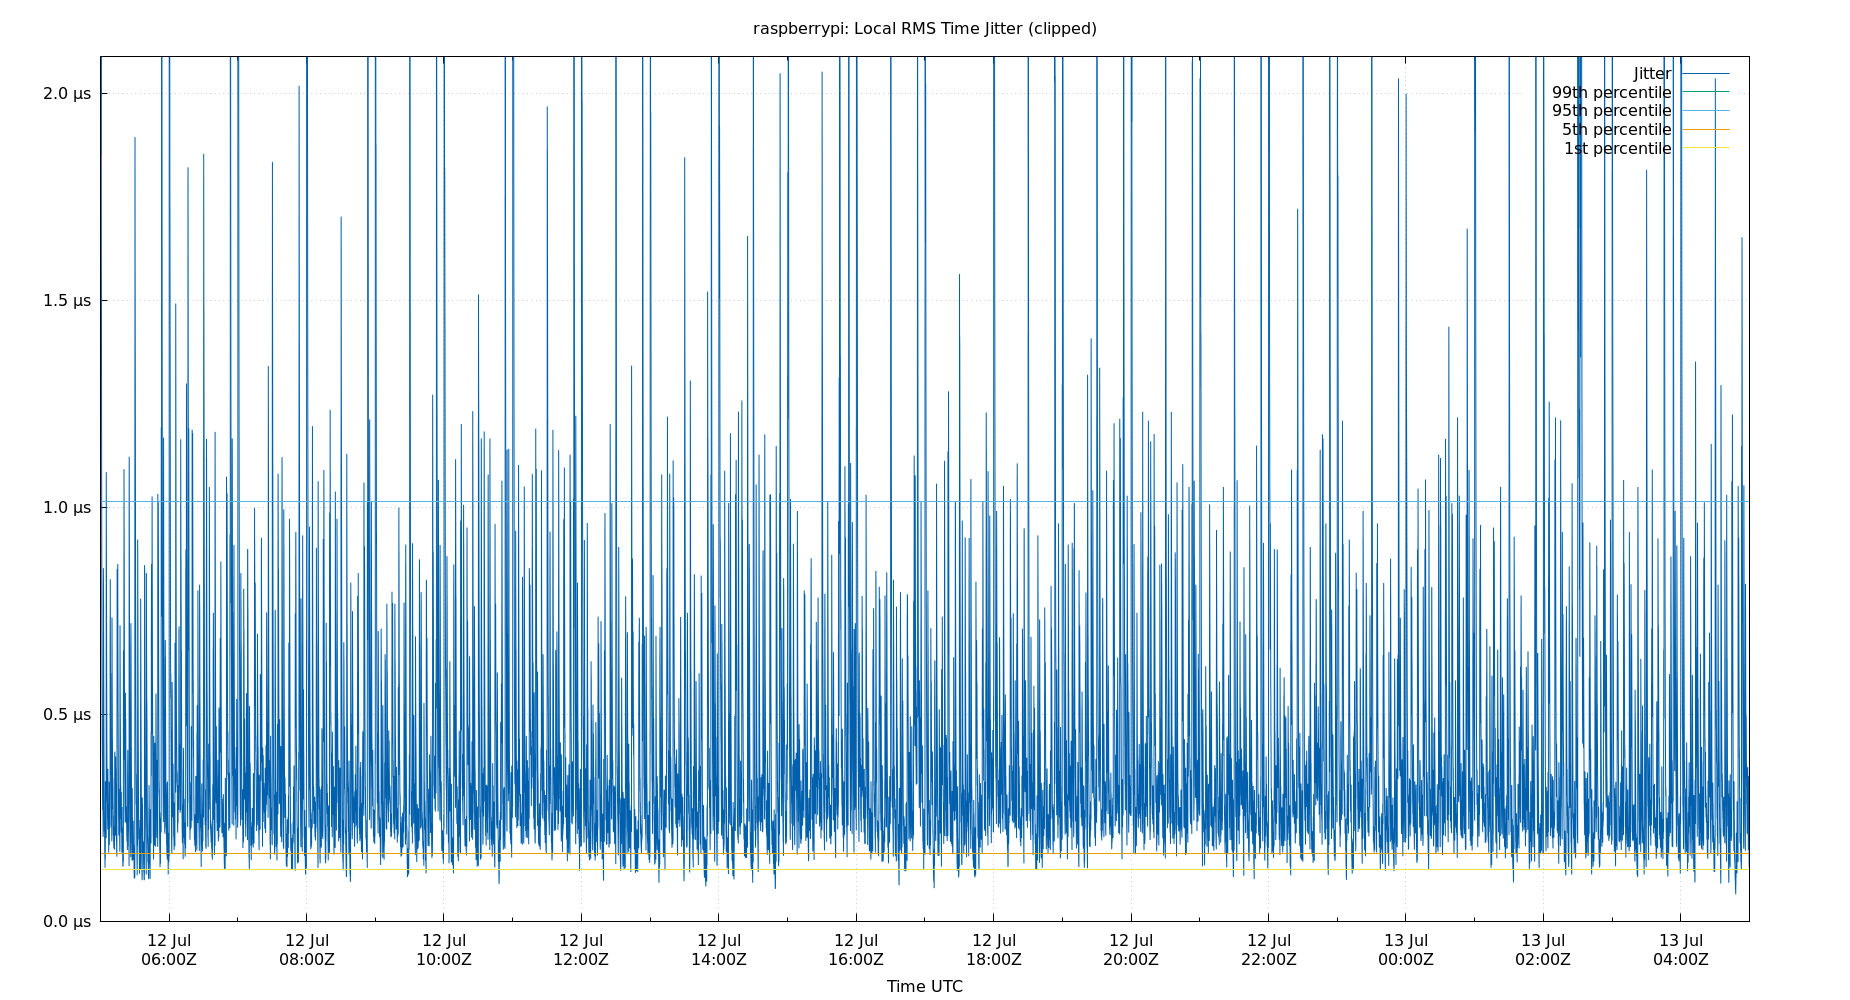 raspberrypi: Local RMS Time Jitter (clipped)
2.0 μs
1.5 μs
1.0 μs
0.5 μs
0.0 μs
Jitter
99th percentile
95th percentile
5th percentile
1st percentile
12 Jul 12 Jul 12 Jul 12 Jul 12 Jul 12 Jul 12 Jul 12 Jul 12 Jul 13 Jul 13 Jul 13 Jul
06:00Z 08:00Z 10:00Z 12:00Z 14:00Z 16:00Z 18:00Z 20:00Z 22:00Z 00:00Z 02:00Z 04:00Z
Time UTC